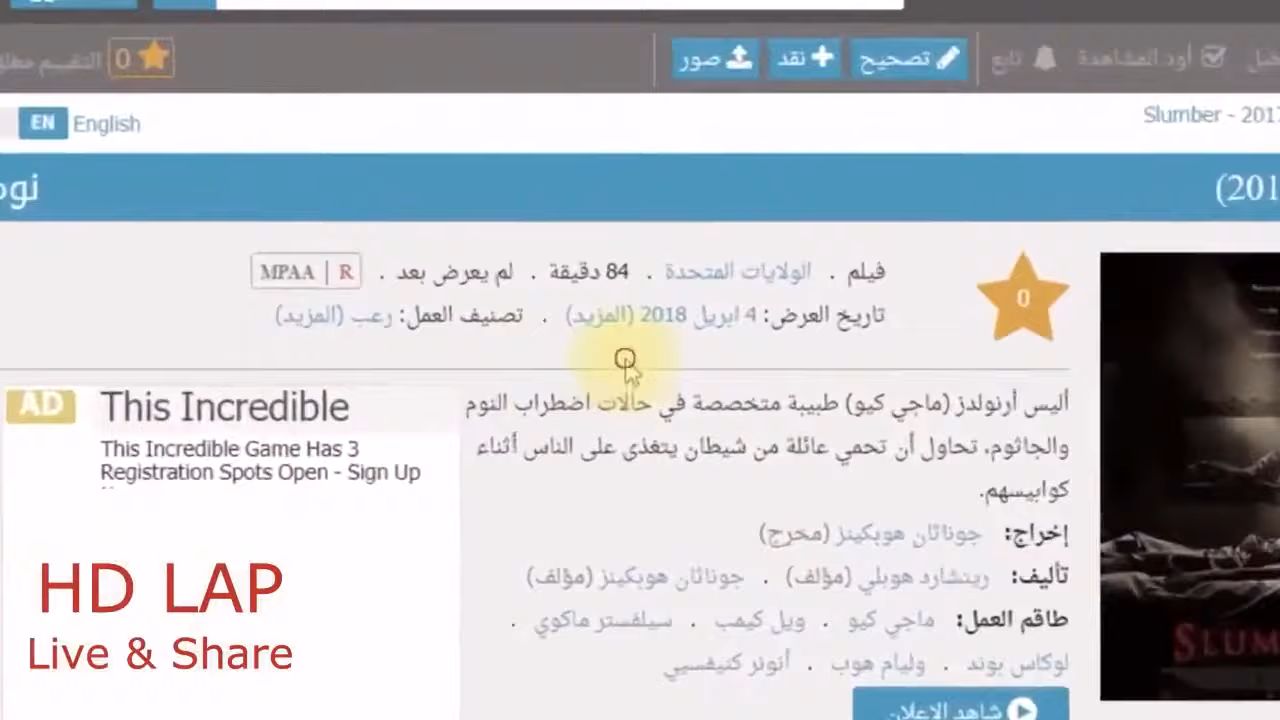 0
تصحيح
نقد
صور
تابع
أود المشاهدة
EN English
Slumber - 2017
(201
فيلم . الولايات المتحدة . 84 دقيقة . لم يعرض بعد . MPAA | R
تاريخ العرض: 4 ابريل 2018 (المزيد) . تصنيف العمل: رعب (المزيد)
0
أليس أرنولدز (ماجي كيو) طبيبة متخصصة في حالات اضطراب النوم
والجاثوم، تحاول أن تحمي عائلة من شيطان يتغذى على الناس أثناء
كوابيسهم.
إخراج: جوناثان هوبكينز (مخرج)
تأليف: ريتشارد هوبلي (مؤلف) . جوناثان هوبكينز (مؤلف)
طاقم العمل: ماجي كيو . ويل كيمب . سيلفستر ماكوي .
لوكاس بوند . وليام هوب . أنونر كنيفسيي
شاهد الاعلان
AD This Incredible
This Incredible Game Has 3
Registration Spots Open - Sign Up
HD LAP
Live & Share
SLUM